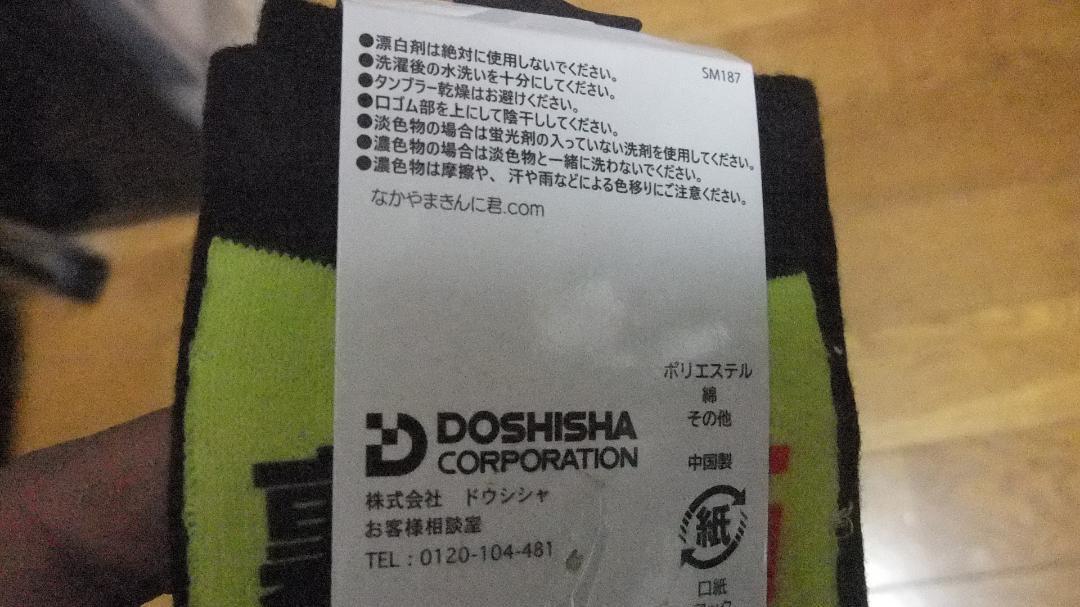 ●漂白剤は絶対に使用しないでください。
●洗濯後の水洗いを十分にしてください。
●タンブラー乾燥はお避けください。
●口ゴム部を上にして陰干ししてください。
●淡色物の場合は蛍光剤の入っていない洗剤を使用してください。
●濃色物の場合は淡色物と一緒に洗わないでください。
●濃色物は摩擦や、汗や雨などによる色移りにご注意ください。
SM187
なかやまきんに君.com
ポリエステル
綿
その他
中国製
DOSHISHA
CORPORATION
株式会社 ドウシシャ
お客様相談室
TEL:0120-104-481
紙
口紙